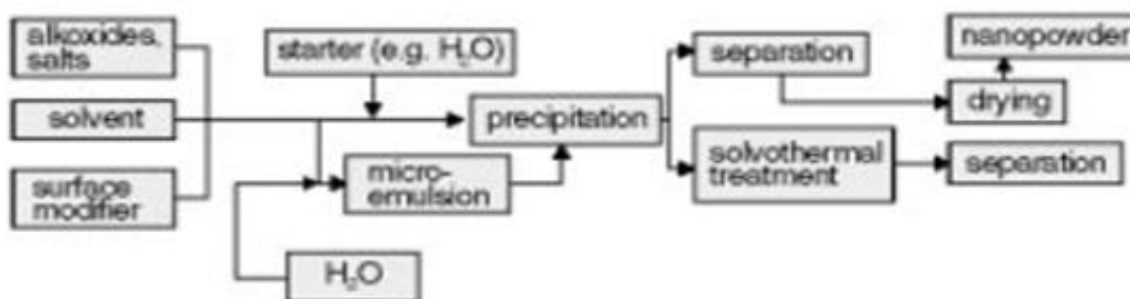 alkoxides,
salts
solvent
surface
modifier
starter (e.g. H₂O)
micro-
emulsion
H₂O
precipitation
separation
solvothermal
treatment
nanopowder
drying
separation